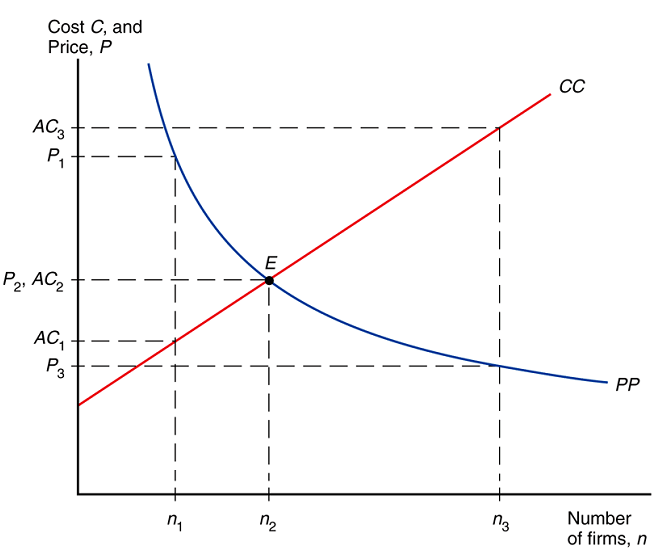 Cost C, and
Price, P
CC
AC₃
P₁
E
P₂, AC₂
AC₁
P₃
PP
n₁
n₂
n₃
Number
of firms, n